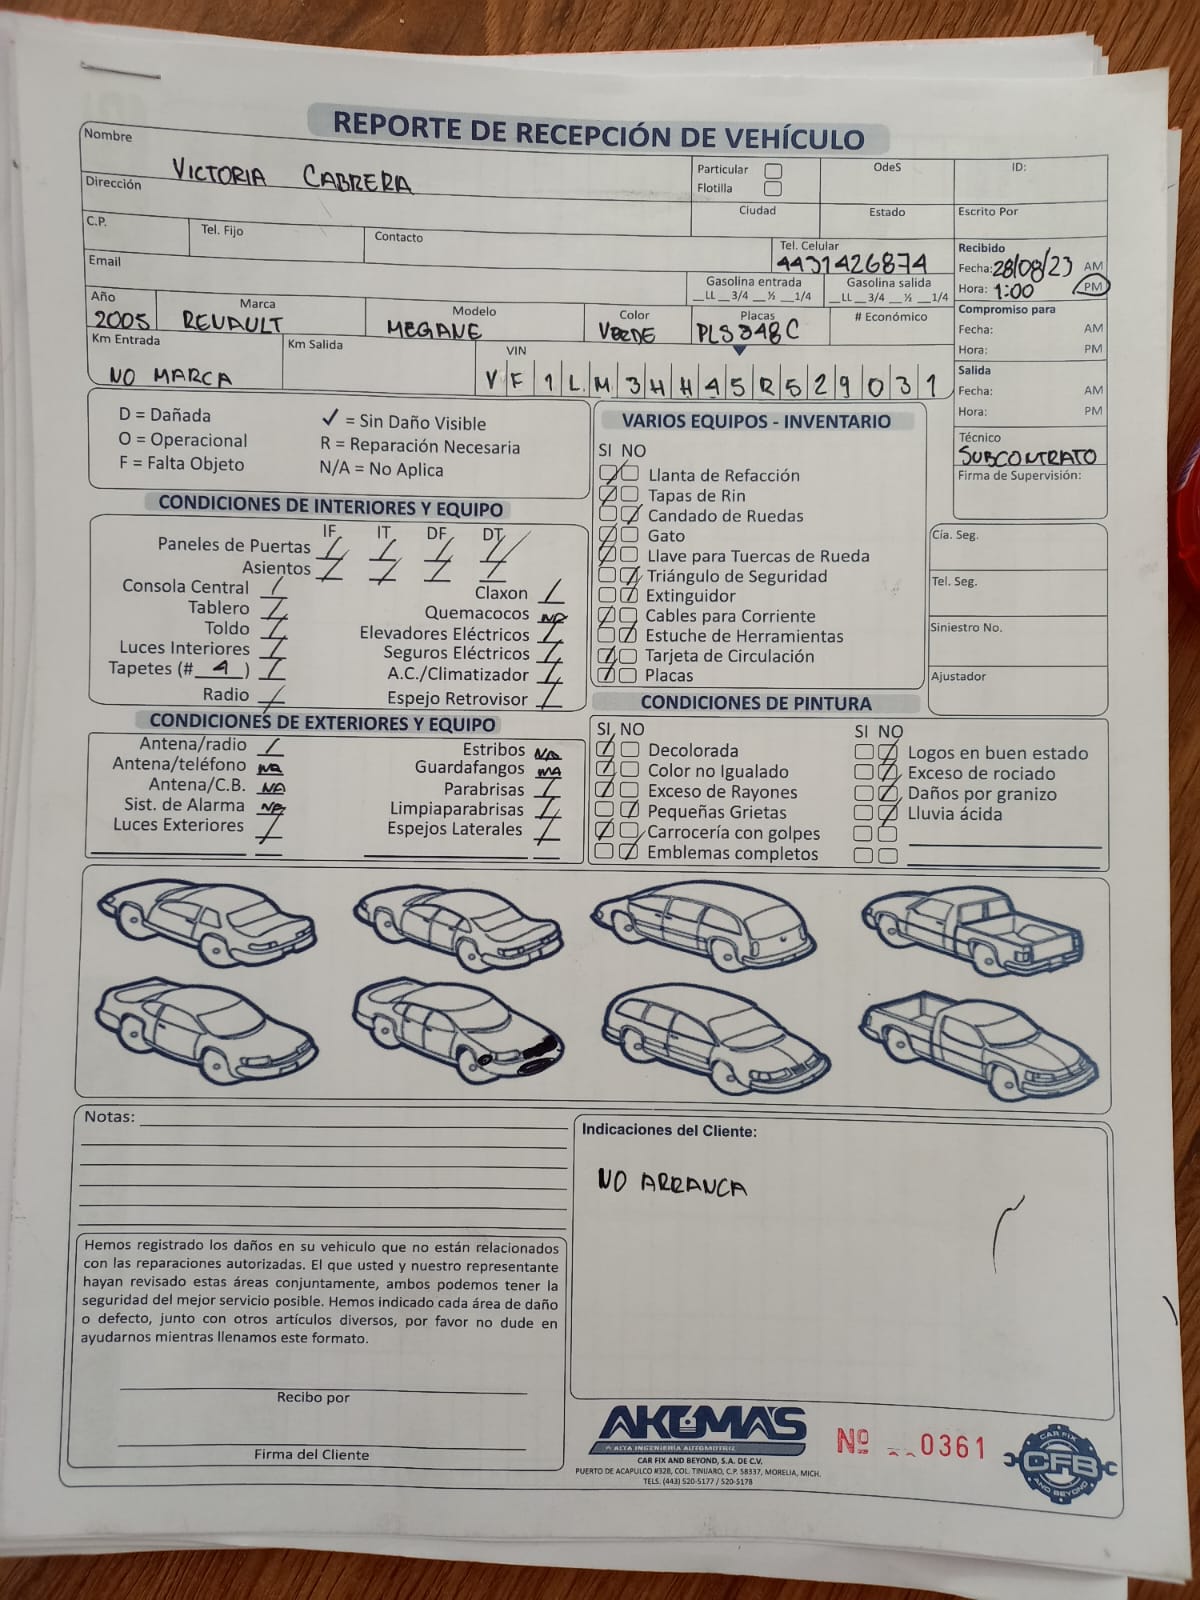 REPORTE DE RECEPCIÓN DE VEHÍCULO
Nombre
VICTORIA CABRERA
Particular
Flotilla
OdeS
ID:
Dirección
Ciudad
Estado
Escrito Por
C.P.
Tel. Fijo
Contacto
Tel. Celular
4431426874
Recibido
Fecha: 28/08/23 AM
Hora: 1:00 PM
Email
Gasolina entrada
__LL __3/4 __½ __1/4
Gasolina salida
__LL __3/4 __½ __1/4
Año
2005
Marca
REUAULT
Modelo
MEGANE
Color
VERDE
Placas
PLS348C
# Económico
Compromiso para
Fecha: AM
Hora: PM
Km Entrada
NO MARCA
Km Salida
VIN
VF1LM34H45R529031
Salida
Fecha: AM
Hora: PM
D = Dañada
O = Operacional
F = Falta Objeto
✓ = Sin Daño Visible
R = Reparación Necesaria
N/A = No Aplica
Técnico
SUBCONTRATO
Firma de Supervisión:
VARIOS EQUIPOS - INVENTARIO
SI NO
Llanta de Refacción
Tapas de Rin
Candado de Ruedas
Gato
Llave para Tuercas de Rueda
Triángulo de Seguridad
Extinguidor
Cables para Corriente
Estuche de Herramientas
Tarjeta de Circulación
Placas
Cía. Seg.
Tel. Seg.
Siniestro No.
Ajustador
CONDICIONES DE INTERIORES Y EQUIPO
IF IT DF DT
Paneles de Puertas
Asientos
Consola Central
Tablero
Toldo
Luces Interiores
Tapetes (# 4 )
Radio
Claxon
Quemacocos NA
Elevadores Eléctricos
Seguros Eléctricos
A.C./Climatizador
Espejo Retrovisor
CONDICIONES DE EXTERIORES Y EQUIPO
Antena/radio
Antena/teléfono NA
Antena/C.B. NA
Sist. de Alarma NA
Luces Exteriores
Estribos NA
Guardafangos NA
Parabrisas
Limpiaparabrisas
Espejos Laterales
CONDICIONES DE PINTURA
SI NO
Decolorada
Color no Igualado
Exceso de Rayones
Pequeñas Grietas
Carrocería con golpes
Emblemas completos
SI NO
Logos en buen estado
Exceso de rociado
Daños por granizo
Lluvia ácida
Notas:
Indicaciones del Cliente:
NO ARRANCA
Hemos registrado los daños en su vehiculo que no están relacionados
con las reparaciones autorizadas. El que usted y nuestro representante
hayan revisado estas áreas conjuntamente, ambos podemos tener la
seguridad del mejor servicio posible. Hemos indicado cada área de daño
o defecto, junto con otros artículos diversos, por favor no dude en
ayudarnos mientras llenamos este formato.
Recibo por
Firma del Cliente
AKTMA'S
ALTA INGENIERÍA AUTOMOTRIZ
CAR FIX AND BEYOND, S.A. DE C.V.
PUERTO DE ACAPULCO #328, COL. TINIJARO, C.P. 58337, MORELIA, MICH.
TELS. (443) 520-5177 / 520-5178
Nº 0361
CAR FIX
CFB
AND BEYOND